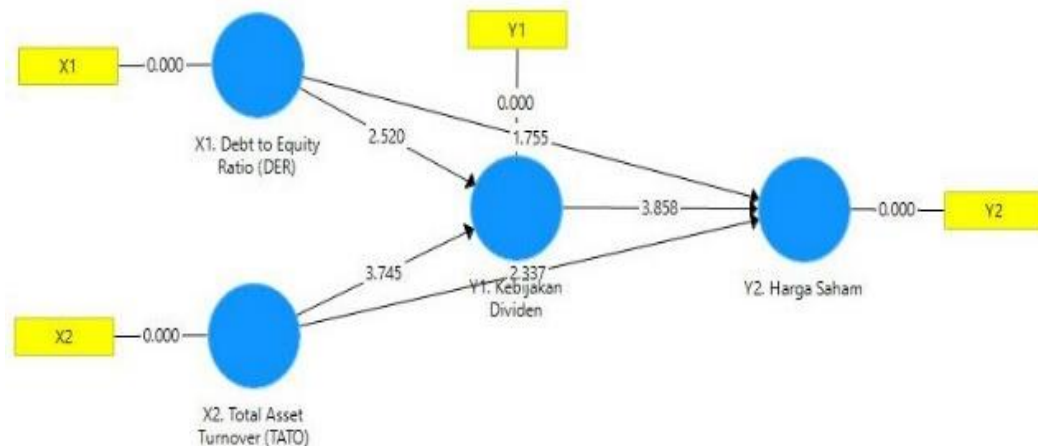 Y1
X1
0.000
0.000
X1. Debt to Equity
Ratio (DER)
2.520
1.755
3.858
0.000
Y2
3.745
2.337
Y1. Kebijakan
Dividen
Y2. Harga Saham
X2
0.000
X2. Total Asset
Turnover (TATO)